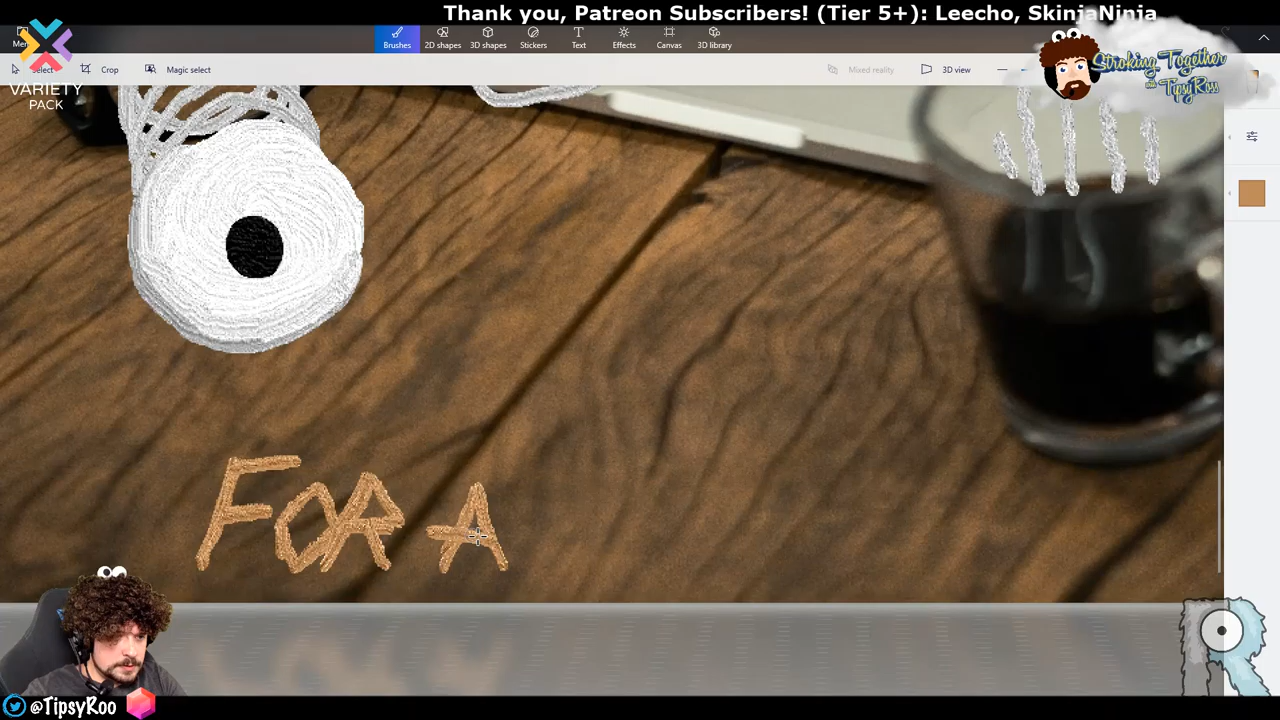 Thank you, Patreon Subscribers! (Tier 5+): Leecho, SkinjaNinja
Brushes
2D shapes
3D shapes
Stickers
Text
Effects
Canvas
3D library
Select
Crop
Magic select
Mixed reality
3D view
Stroking Together
with TipsyRoo
VARIETY
PACK
FOR A
@TipsyRoo